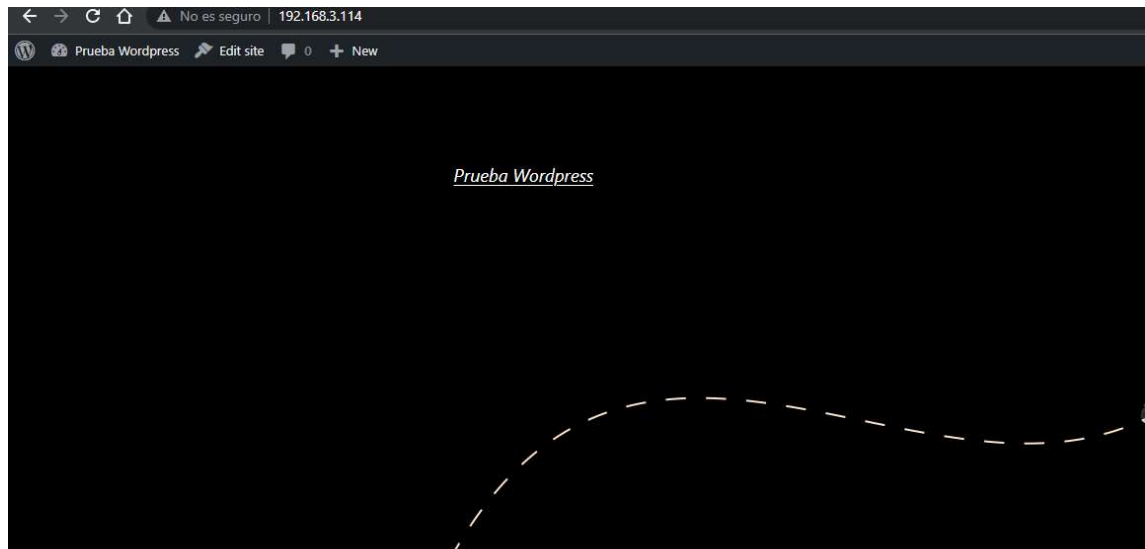 No es seguro | 192.168.3.114
Prueba Wordpress Edit site 0 New
Prueba Wordpress